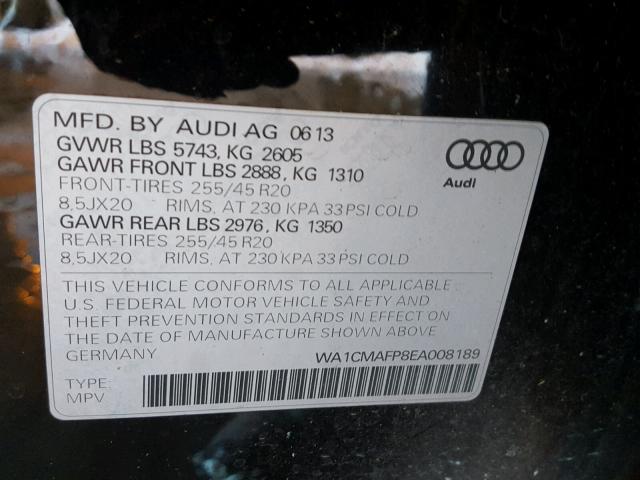 MFD. BY AUDI AG 0613
GVWR LBS 5743, KG 2605
GAWR FRONT LBS 2888, KG 1310
FRONT-TIRES 255/45 R20
8,5JX20 RIMS, AT 230 KPA 33 PSI COLD
GAWR REAR LBS 2976, KG 1350
REAR-TIRES 255/45 R20
8,5JX20 RIMS, AT 230 KPA 33 PSI COLD
Audi
THIS VEHICLE CONFORMS TO ALL APPLICABLE
U.S. FEDERAL MOTOR VEHICLE SAFETY AND
THEFT PREVENTION STANDARDS IN EFFECT ON
THE DATE OF MANUFACTURE SHOWN ABOVE.
GERMANY
WA1CMAFP8EA008189
TYPE:
MPV